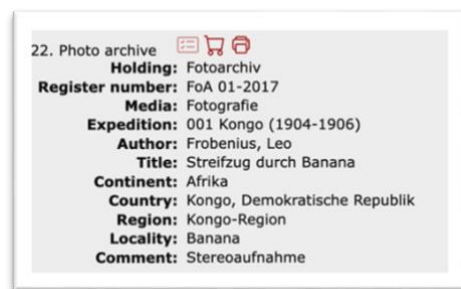 22. Photo archive
Holding: Fotoarchiv
Register number: FoA 01-2017
Media: Fotografie
Expedition: 001 Kongo (1904-1906)
Author: Frobenius, Leo
Title: Streifzug durch Banana
Continent: Afrika
Country: Kongo, Demokratische Republik
Region: Kongo-Region
Locality: Banana
Comment: Stereoaufnahme